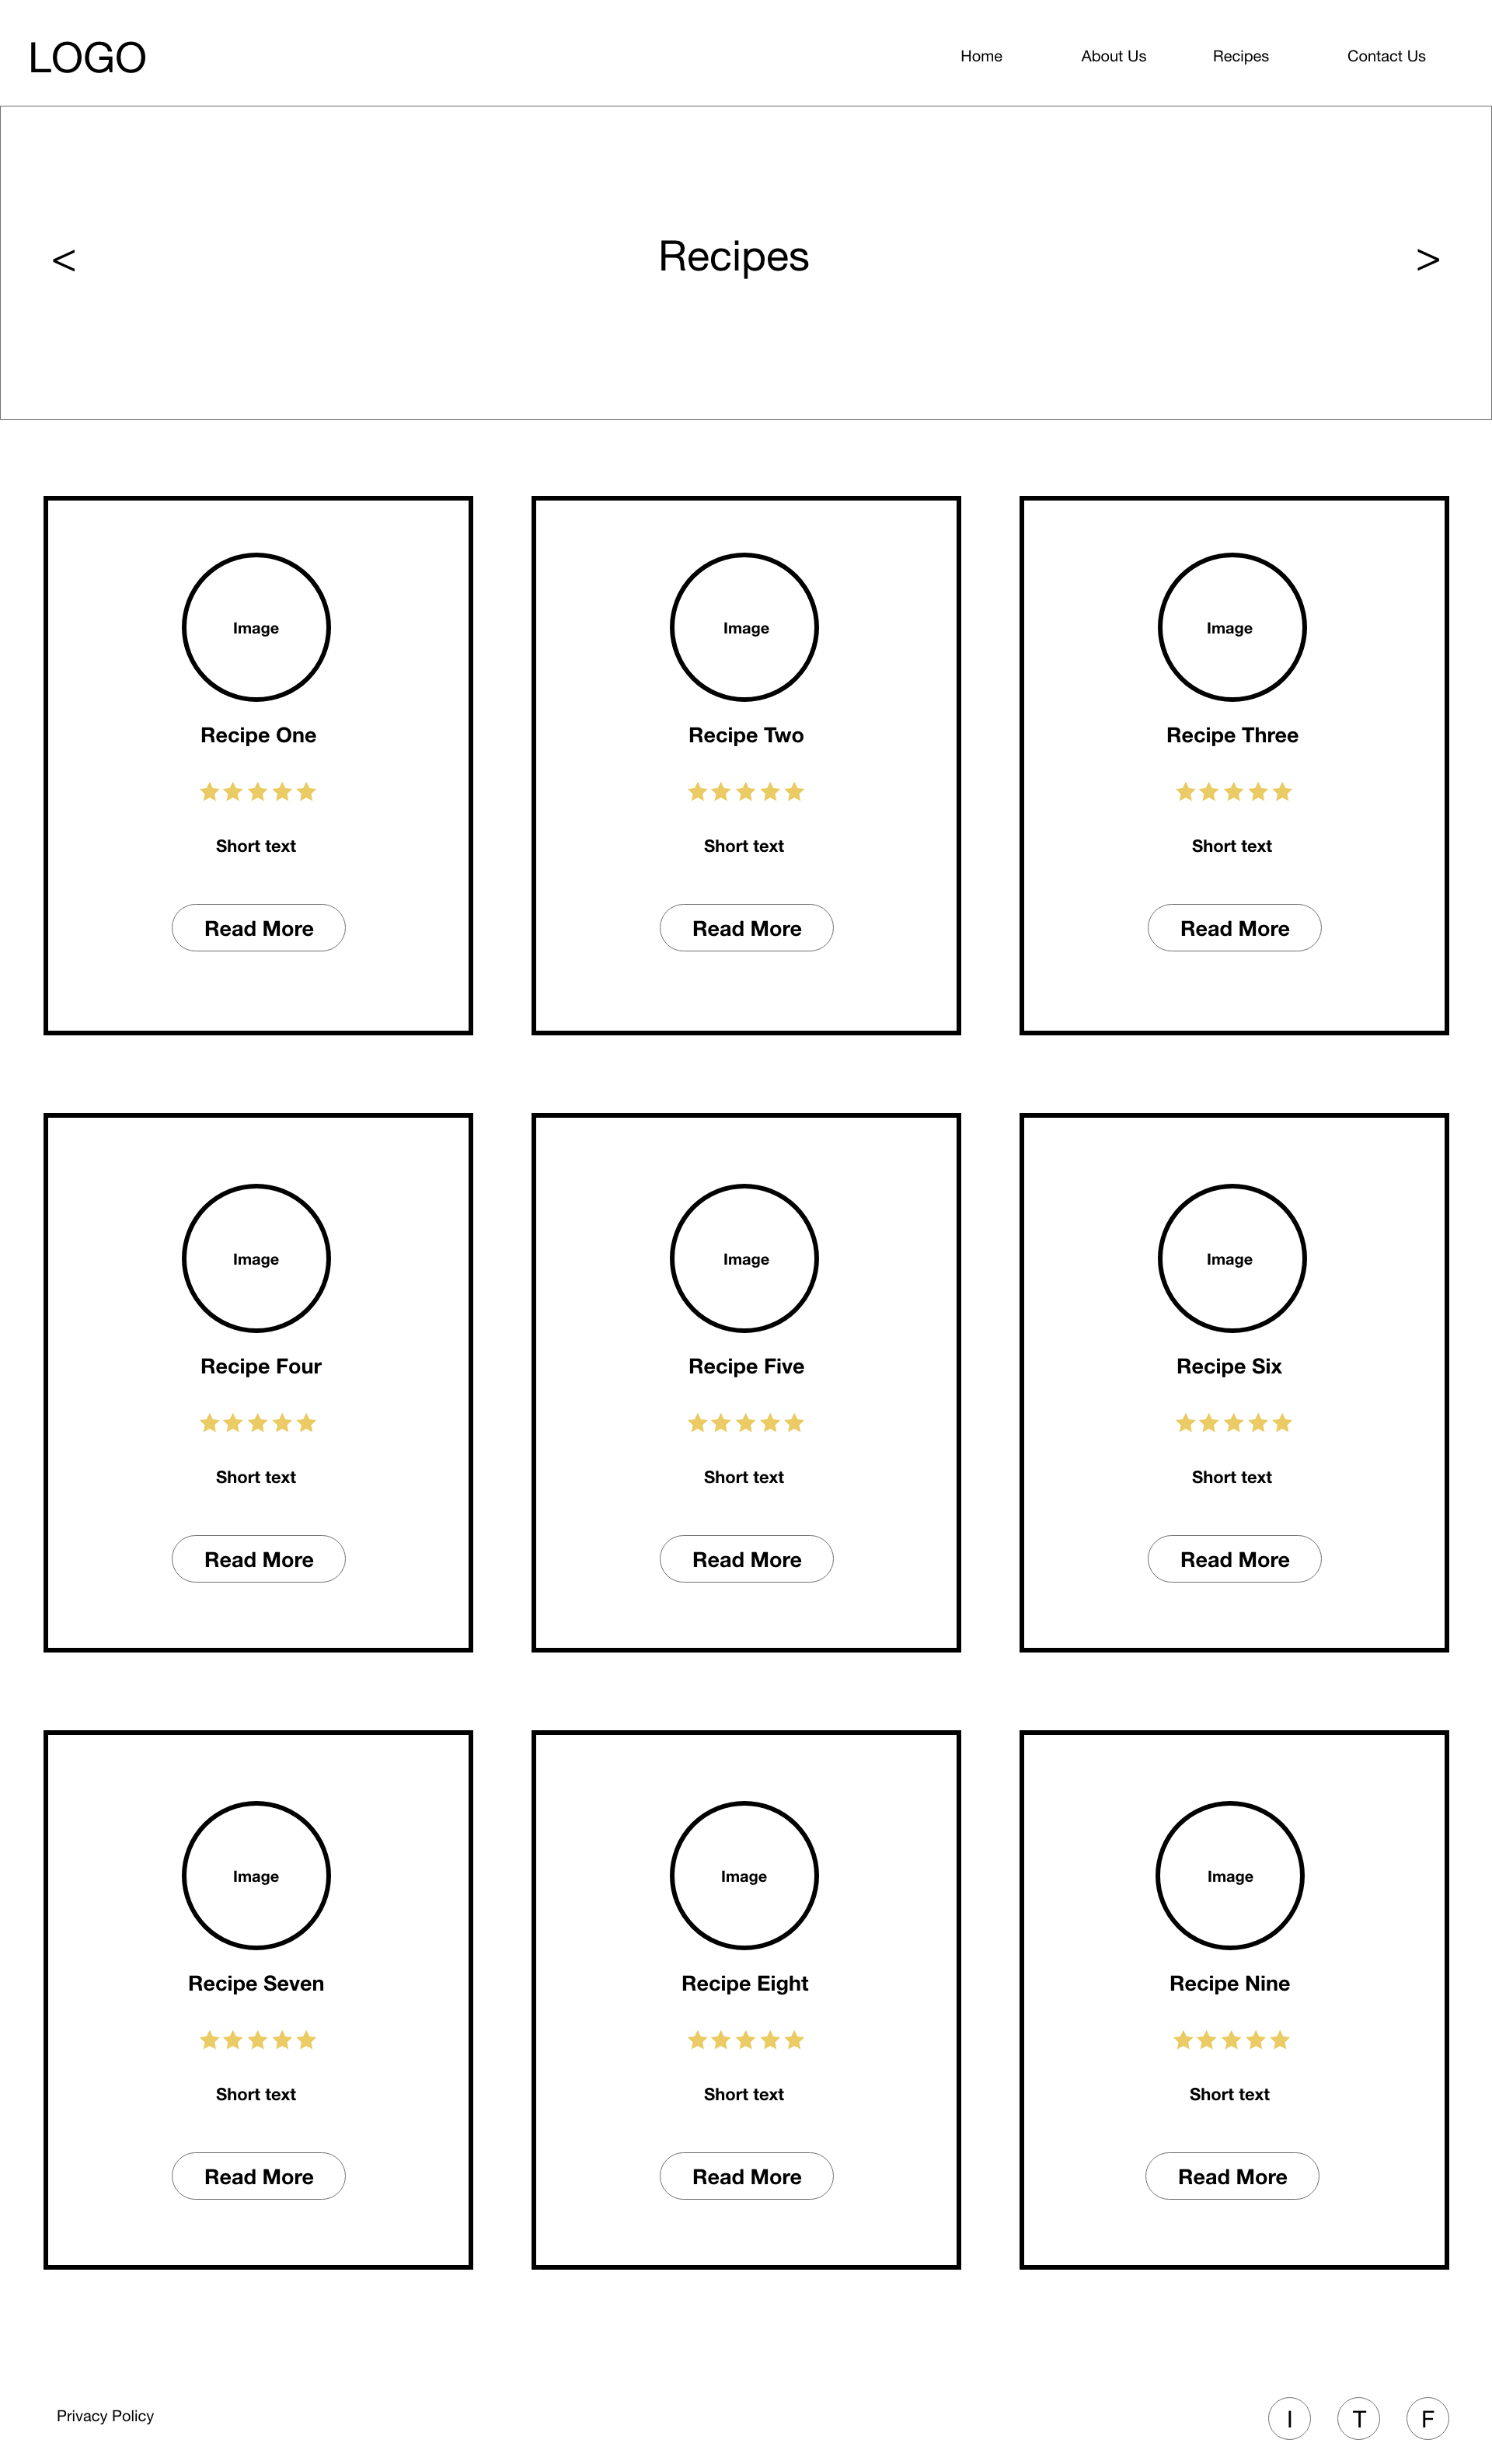 LOGO
Home About Us Recipes Contact Us
< Recipes >
Image Image Image
Recipe One Recipe Two Recipe Three
Short text Short text Short text
Read More Read More Read More
Image Image Image
Recipe Four Recipe Five Recipe Six
Short text Short text Short text
Read More Read More Read More
Image Image Image
Recipe Seven Recipe Eight Recipe Nine
Short text Short text Short text
Read More Read More Read More
Privacy Policy I T F